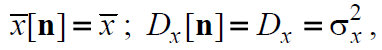 x̅[n] = x̅ ; Dₓ[n] = Dₓ = σₓ² ,